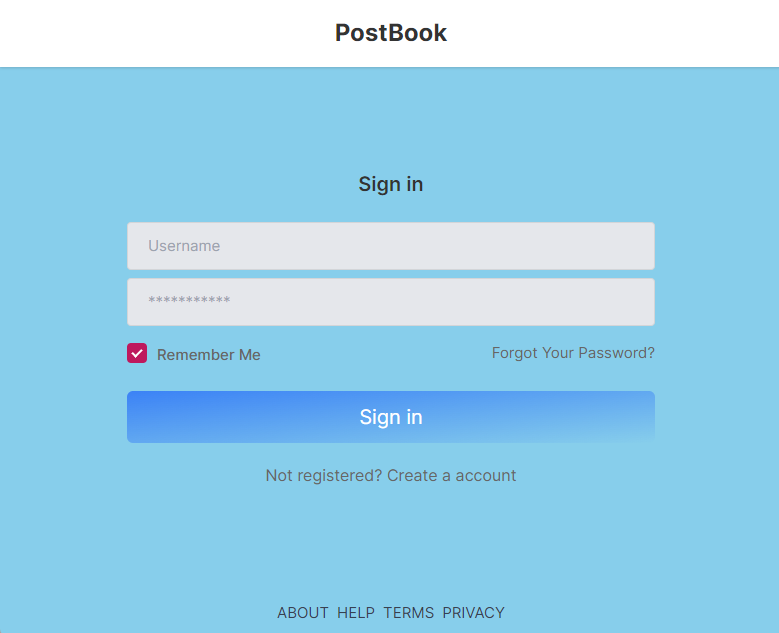 PostBook
Sign in
Username
***********
Remember Me
Forgot Your Password?
Sign in
Not registered? Create a account
ABOUT HELP TERMS PRIVACY